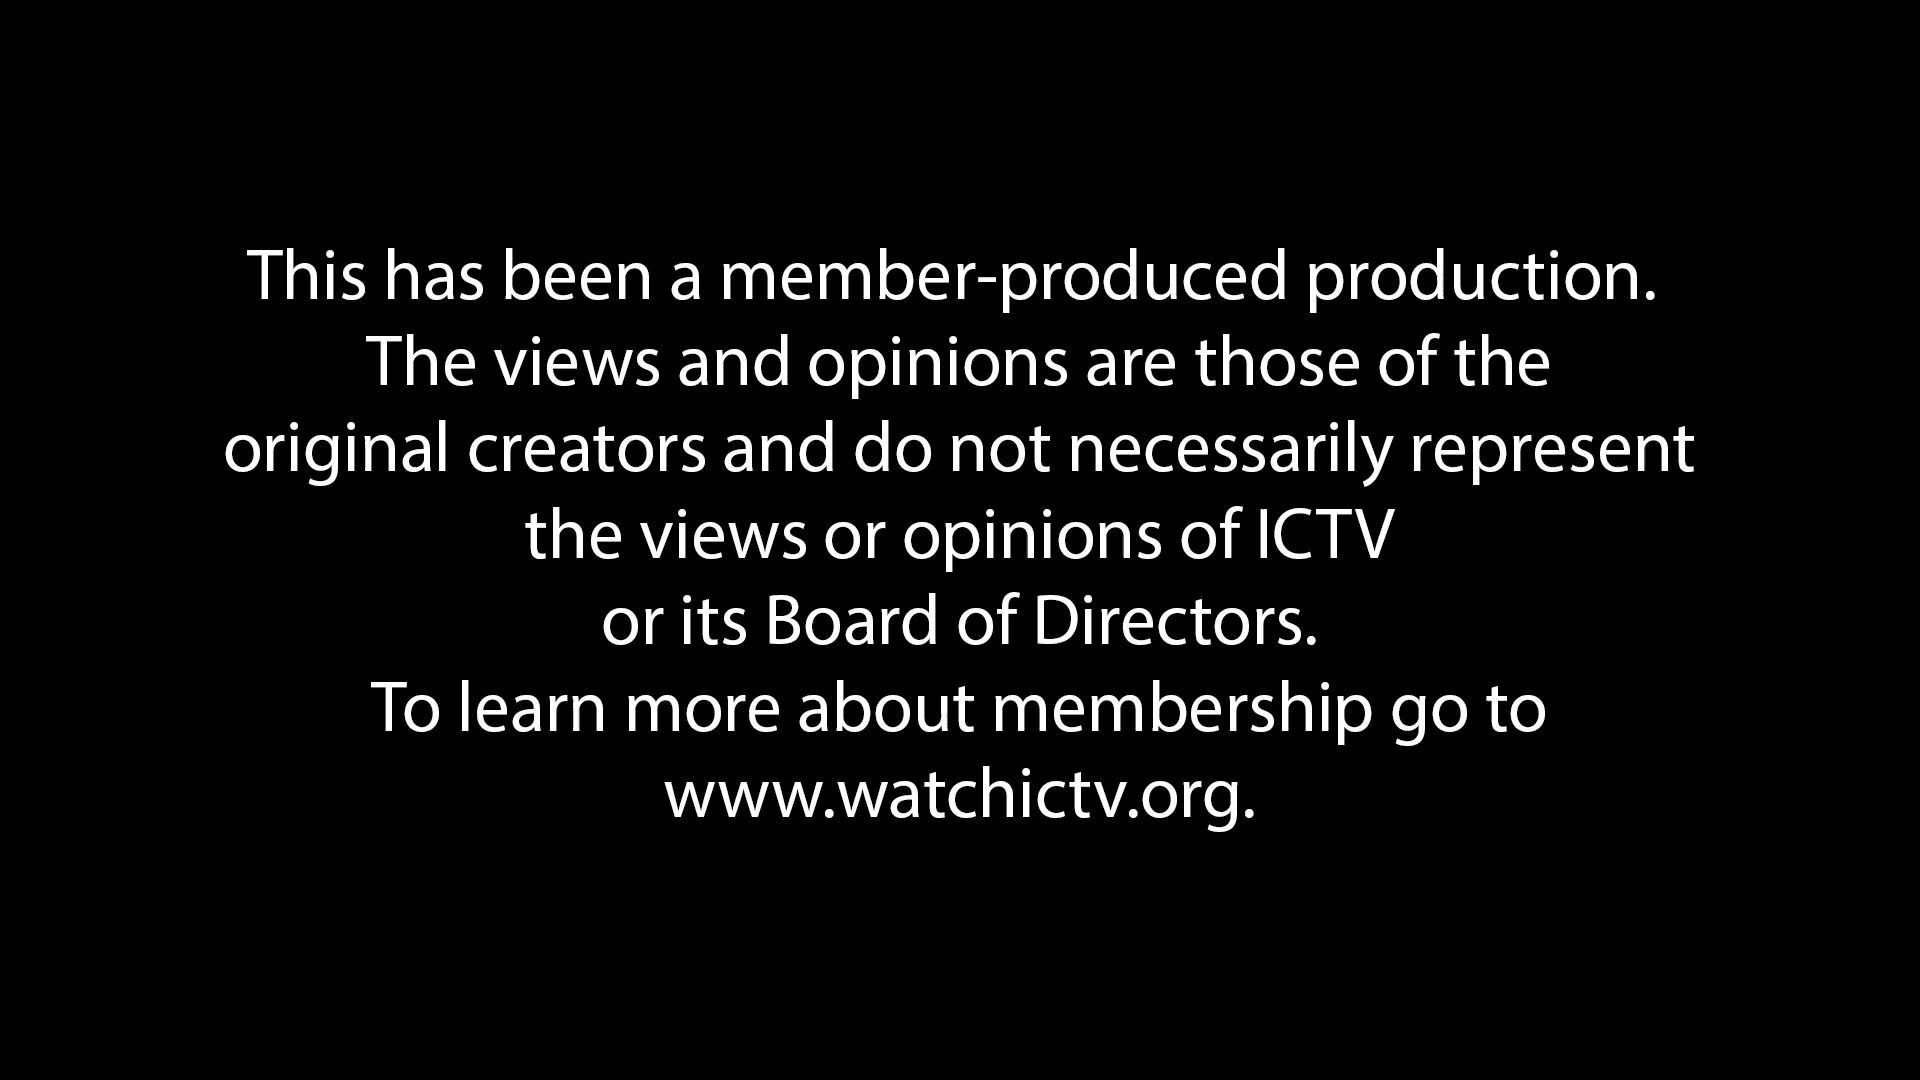 This has been a member-produced production.
The views and opinions are those of the
original creators and do not necessarily represent
the views or opinions of ICTV
or its Board of Directors.
To learn more about membership go to
www.watchictv.org.